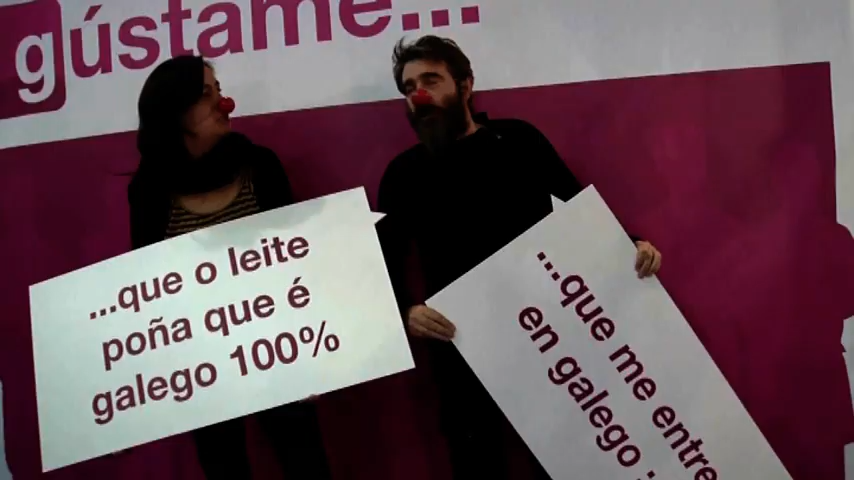 gústame...
...que o leite
poña que é
galego 100%
...que me entre
en galego